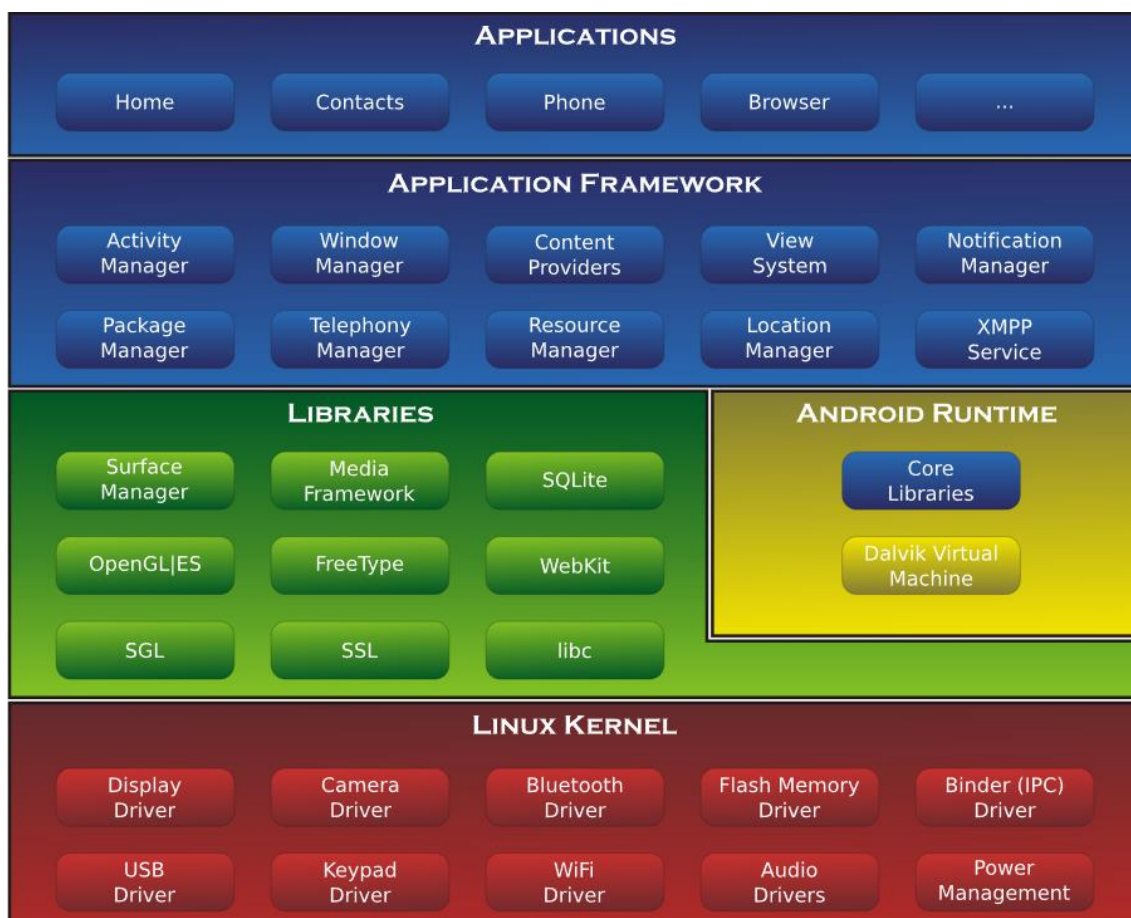 APPLICATIONS
Home
Contacts
Phone
Browser
...
APPLICATION FRAMEWORK
Activity
Manager
Window
Manager
Content
Providers
View
System
Notification
Manager
Package
Manager
Telephony
Manager
Resource
Manager
Location
Manager
XMPP
Service
LIBRARIES
Surface
Manager
Media
Framework
SQLite
OpenGL|ES
FreeType
WebKit
SGL
SSL
libc
ANDROID RUNTIME
Core
Libraries
Dalvik Virtual
Machine
LINUX KERNEL
Display
Driver
Camera
Driver
Bluetooth
Driver
Flash Memory
Driver
Binder (IPC)
Driver
USB
Driver
Keypad
Driver
WiFi
Driver
Audio
Drivers
Power
Management